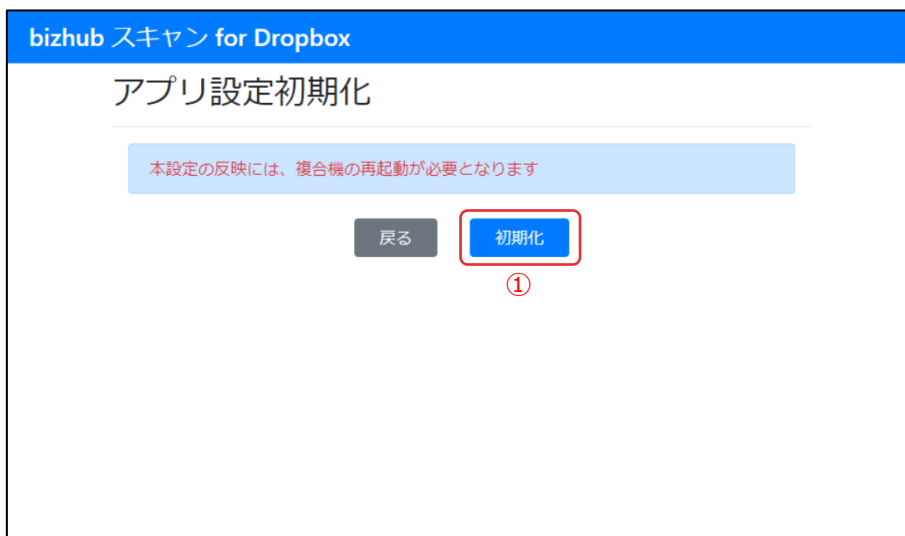 bizhub スキャン for Dropbox
アプリ設定初期化
本設定の反映には、複合機の再起動が必要となります
戻る 初期化
①